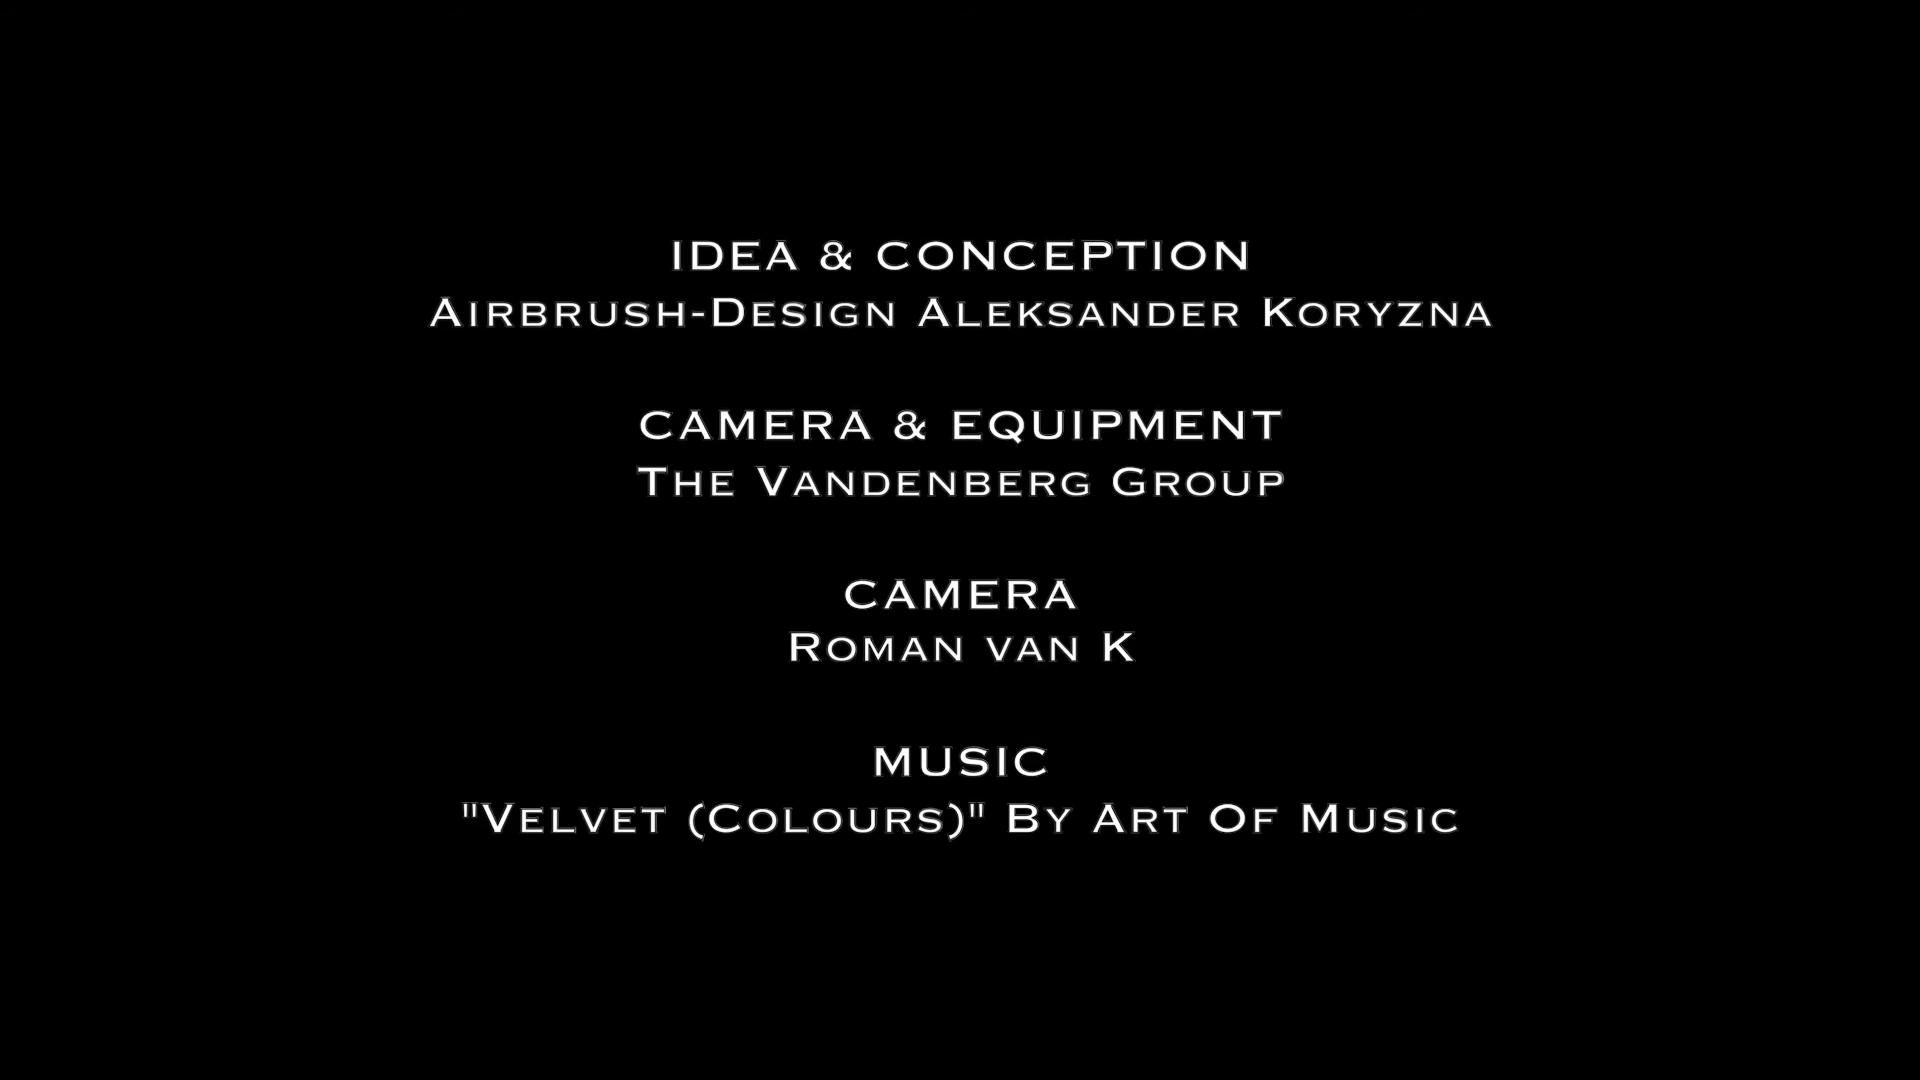 IDEA & CONCEPTION
Airbrush-Design Aleksander Koryzna
CAMERA & EQUIPMENT
The Vandenberg Group
CAMERA
Roman van K
MUSIC
"Velvet (Colours)" By Art Of Music